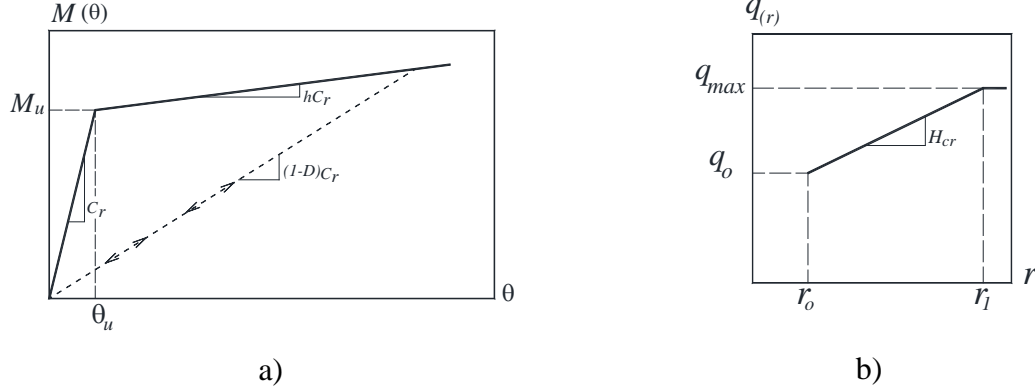 M (θ)
M_u
hC_r
(1-D)C_r
C_r
θ_u
θ
a)
q_(r)
q_max
q_o
H_cr
r_o
r_1
r
b)